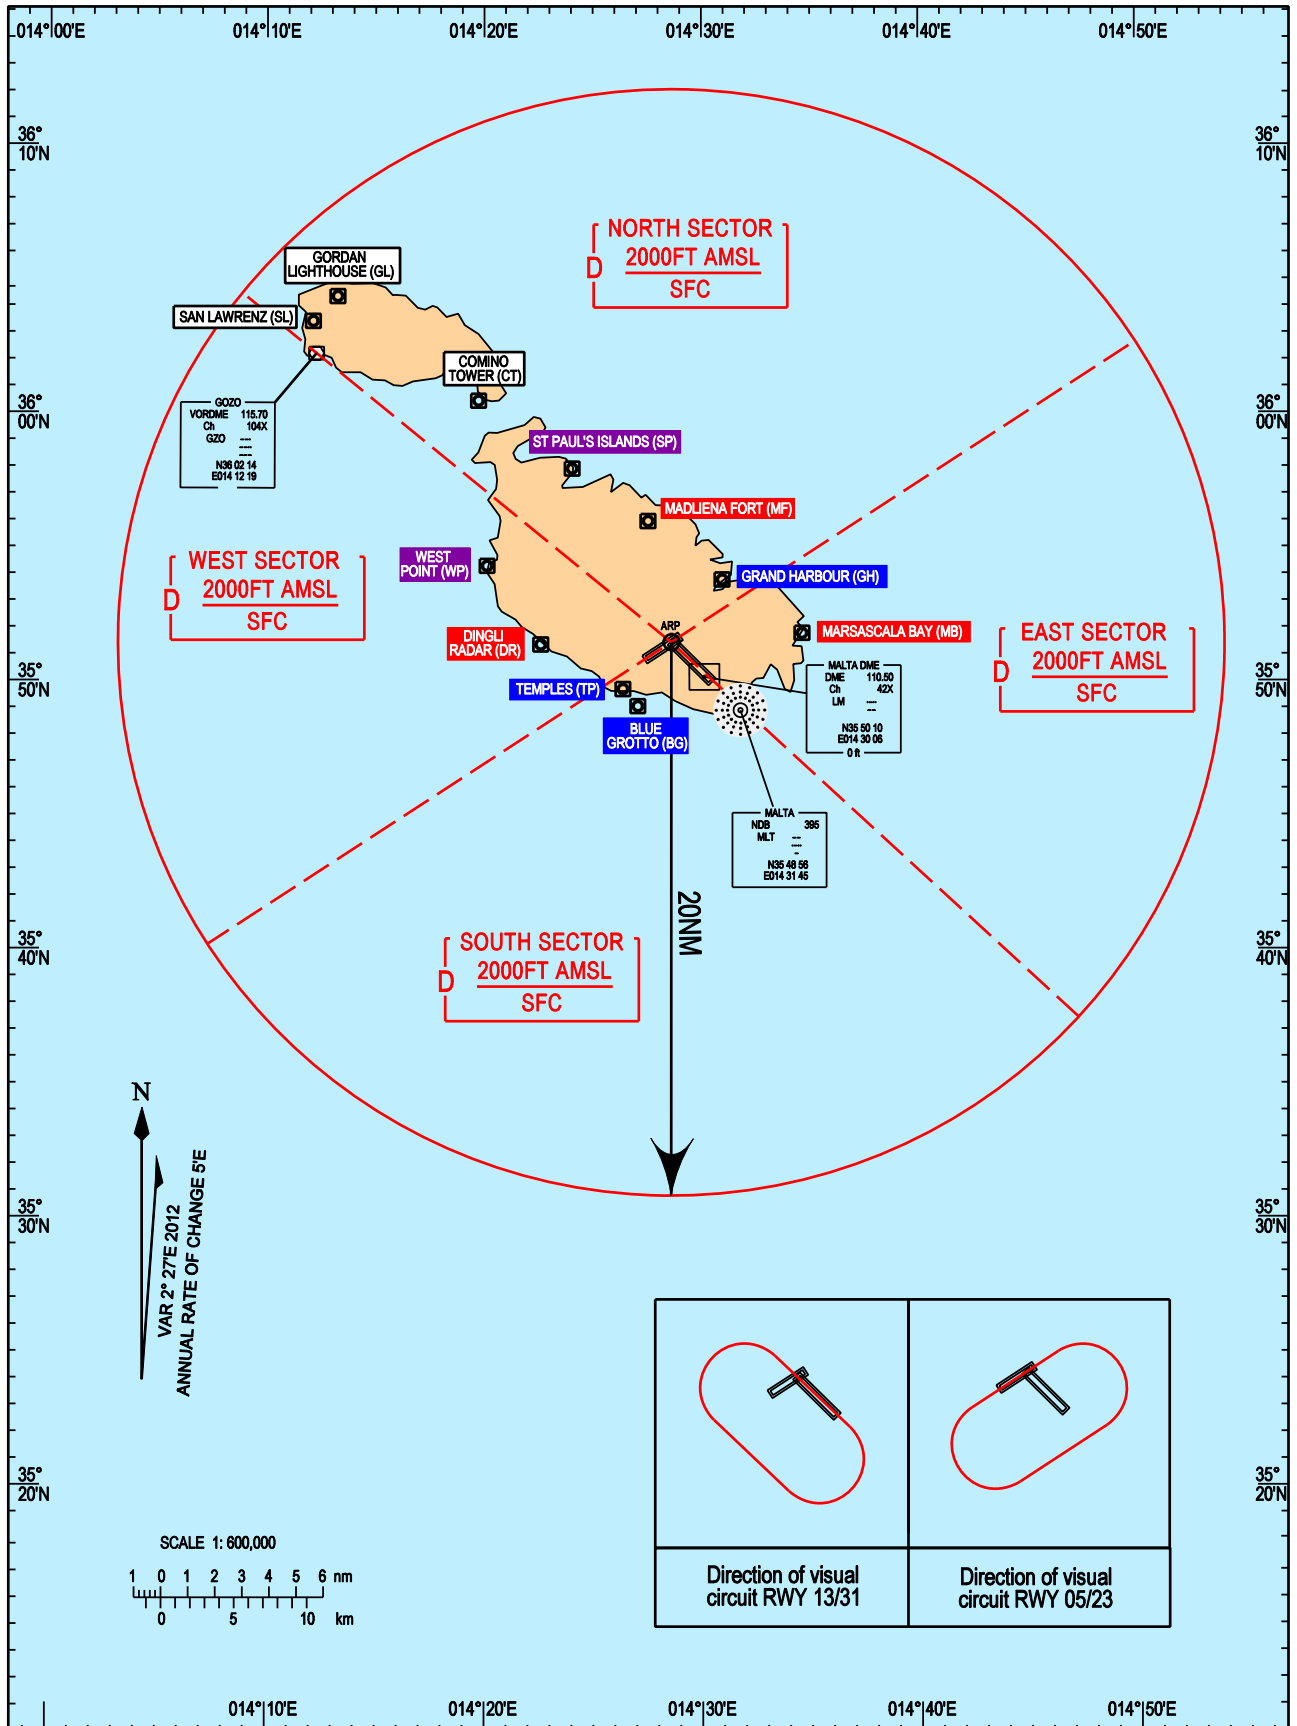 014°00'E 014°10'E 014°20'E 014°30'E 014°40'E 014°50'E
36°
10'N
36°
10'N
NORTH SECTOR
D 2000FT AMSL
SFC
GORDAN
LIGHTHOUSE (GL)
SAN LAWRENZ (SL)
COMINO
TOWER (CT)
36°
00'N
36°
00'N
GOZO
VORDME 115.70
Ch 104X
GZO
N36 02 14
E014 12 19
ST PAUL'S ISLANDS (SP)
MADLIENA FORT (MF)
WEST
POINT (WP)
GRAND HARBOUR (GH)
WEST SECTOR
D 2000FT AMSL
SFC
ARP
MARSASCALA BAY (MB)
DINGLI
RADAR (DR)
EAST SECTOR
D 2000FT AMSL
SFC
35°
50'N
35°
50'N
TEMPLES (TP)
BLUE
GROTTO (BG)
MALTA DME
DME 110.50
Ch 42X
LM
N35 50 10
E014 30 06
0 ft
MALTA
NDB 395
MLT
N35 48 56
E014 31 45
20NM
SOUTH SECTOR
D 2000FT AMSL
SFC
35°
40'N
35°
40'N
N
VAR 2° 27'E 2012
ANNUAL RATE OF CHANGE 5'E
35°
30'N
35°
30'N
35°
20'N
35°
20'N
SCALE 1: 600,000
1 0 1 2 3 4 5 6 nm
0 5 10 km
Direction of visual
circuit RWY 13/31
Direction of visual
circuit RWY 05/23
014°10'E 014°20'E 014°30'E 014°40'E 014°50'E